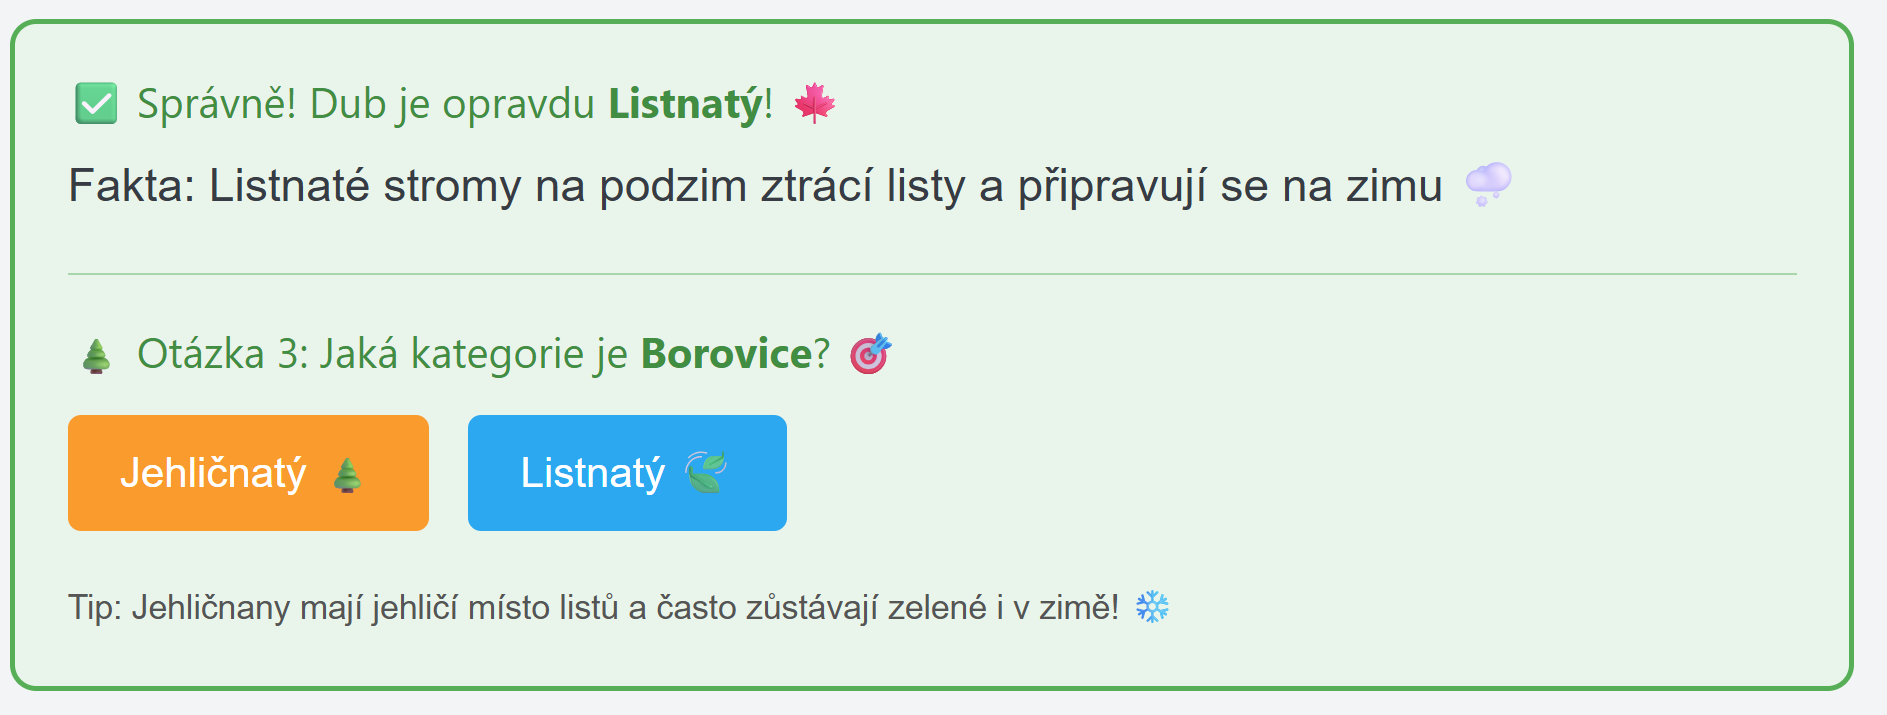 ✅ Správně! Dub je opravdu Listnatý! 🍁
Fakta: Listnaté stromy na podzim ztrácí listy a připravují se na zimu 🌨️
🌲 Otázka 3: Jaká kategorie je Borovice? 🎯
Jehličnatý 🌲
Listnatý 🍃
Tip: Jehličnany mají jehličí místo listů a často zůstávají zelené i v zimě! ❄️